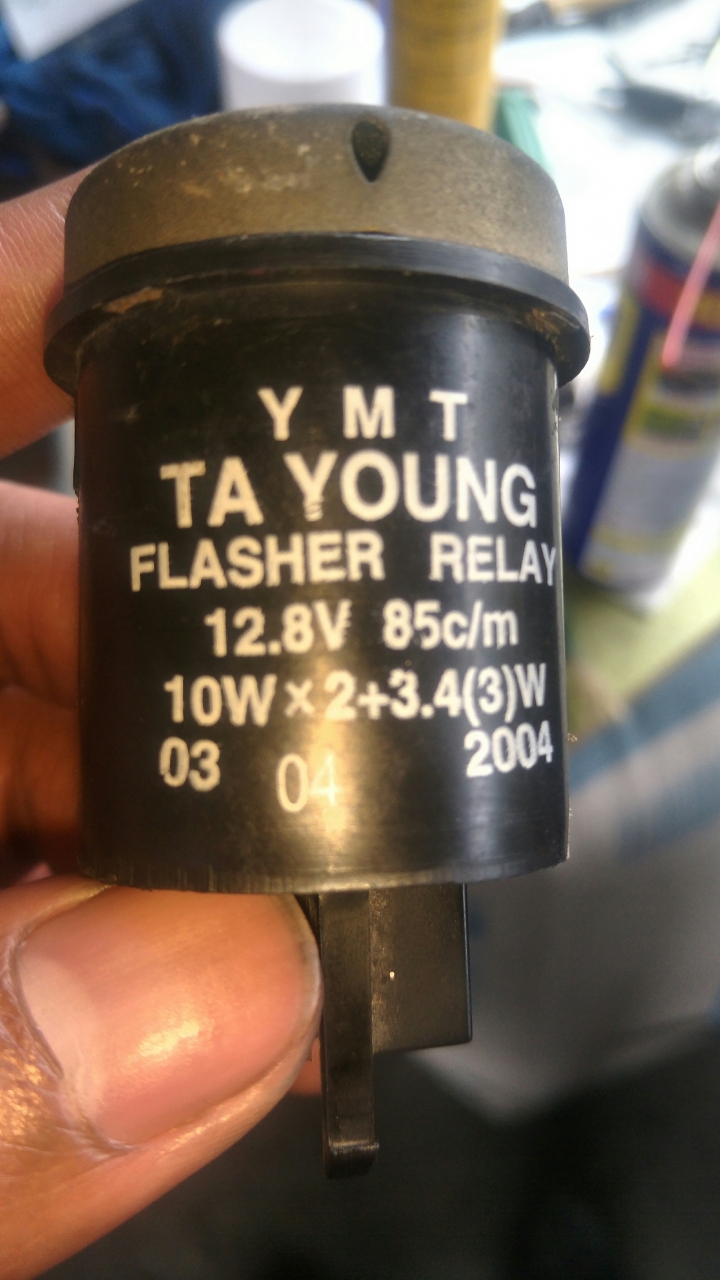 Y M T
TA YOUNG
FLASHER RELAY
12.8V 85c/m
10W×2+3.4(3)W
03 04 2004